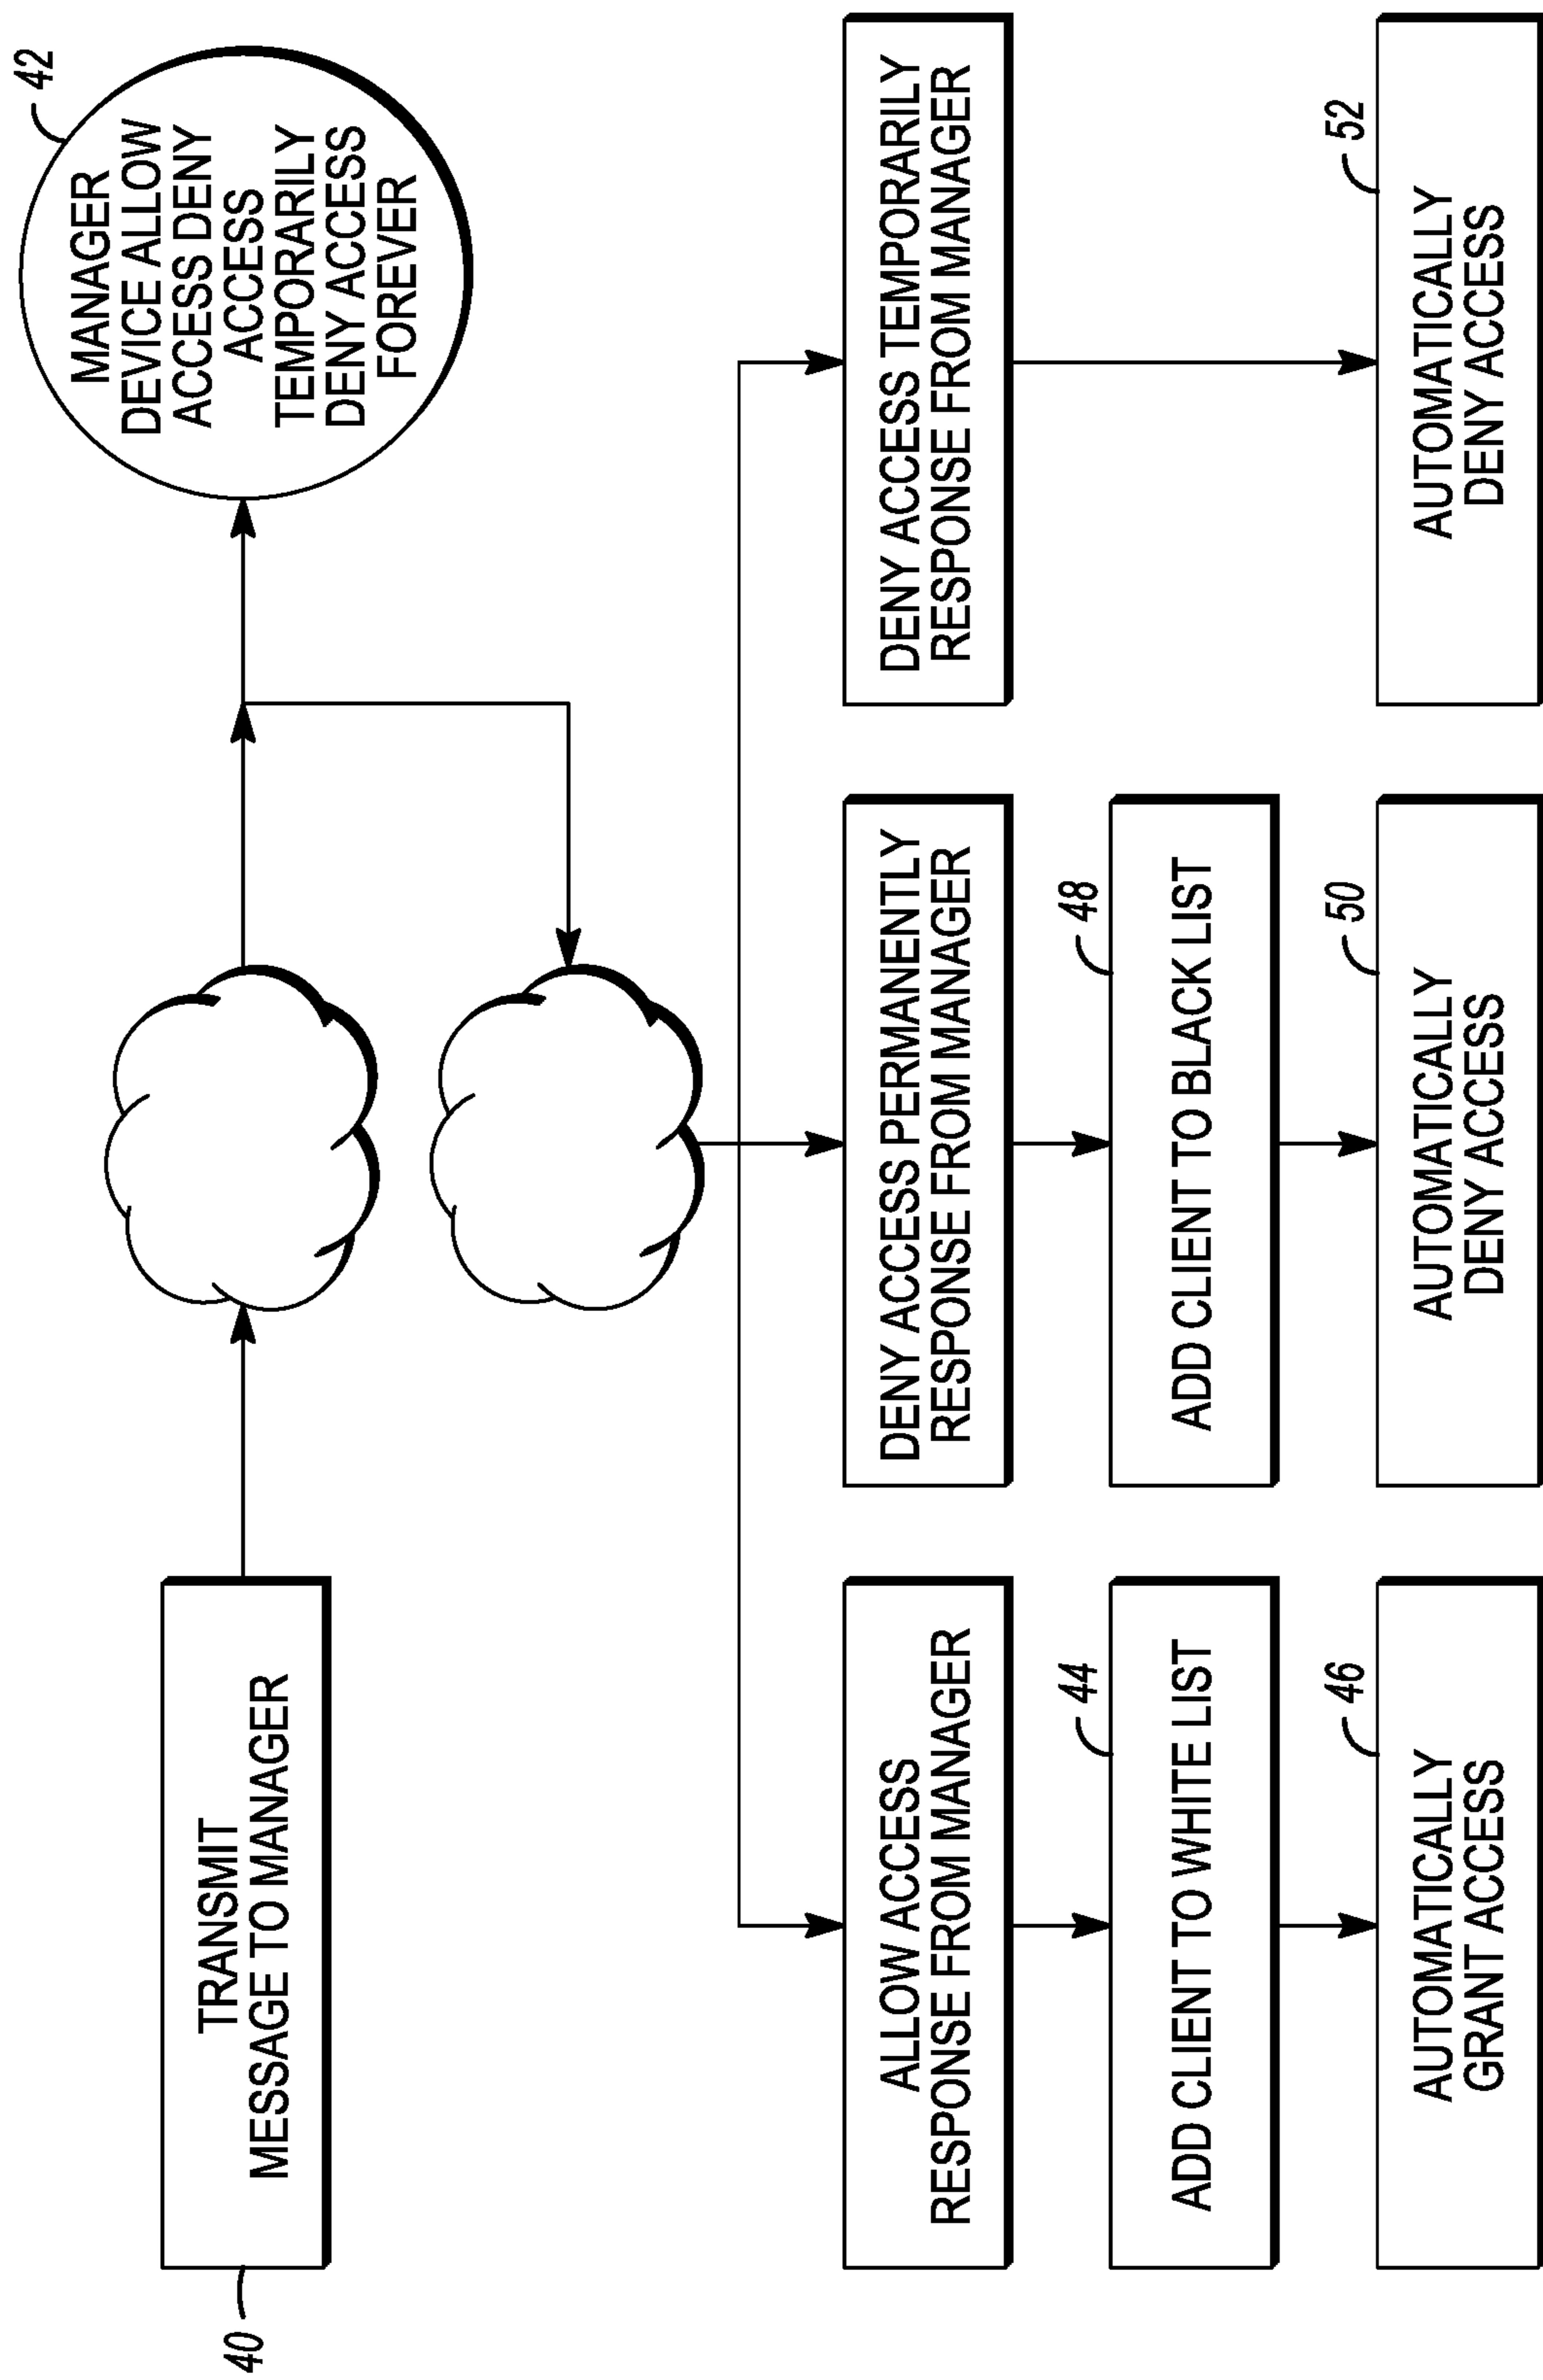 40
TRANSMIT
MESSAGE TO MANAGER
42
MANAGER
DEVICE ALLOW
ACCESS DENY
ACCESS
TEMPORARILY
DENY ACCESS
FOREVER
ALLOW ACCESS
RESPONSE FROM MANAGER
DENY ACCESS PERMANENTLY
RESPONSE FROM MANAGER
DENY ACCESS TEMPORARILY
RESPONSE FROM MANAGER
44
ADD CLIENT TO WHITE LIST
48
ADD CLIENT TO BLACK LIST
46
AUTOMATICALLY
GRANT ACCESS
50
AUTOMATICALLY
DENY ACCESS
52
AUTOMATICALLY
DENY ACCESS